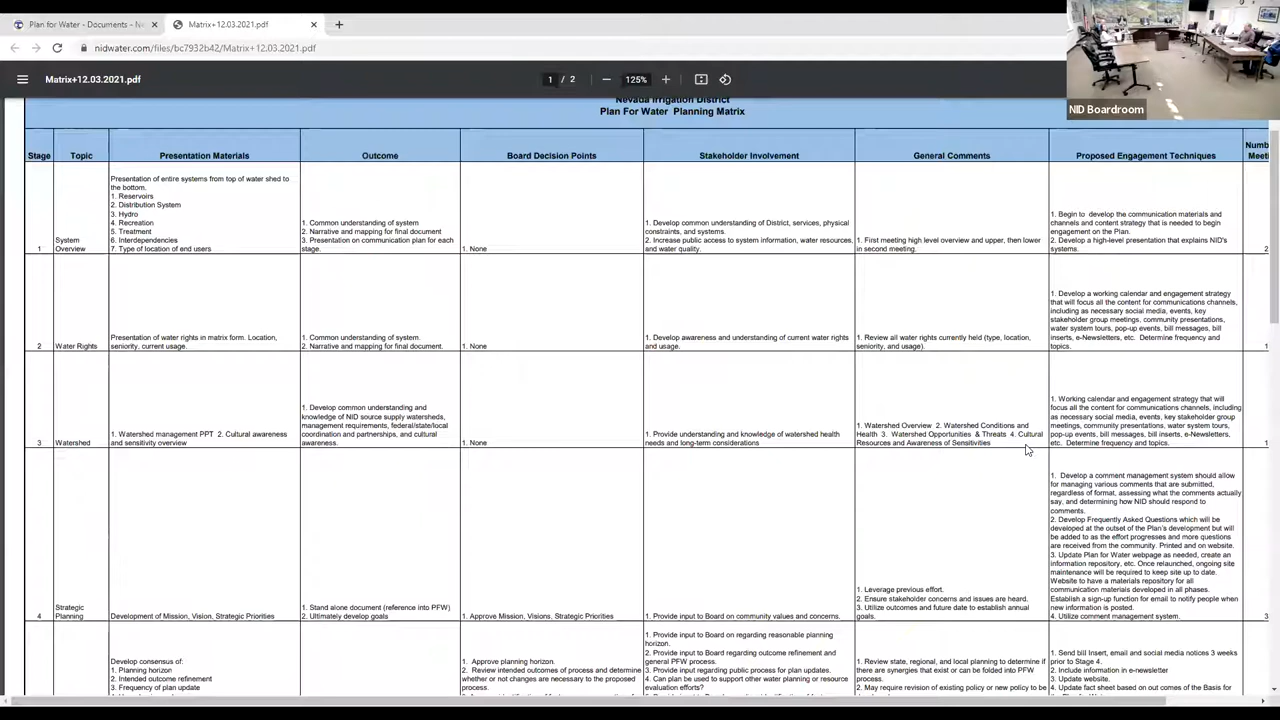 Plan for Water - Documents - N
Matrix+12.03.2021.pdf
nidwater.com/files/bc7932b42/Matrix+12.03.2021.pdf
Matrix+12.03.2021.pdf
1 / 2
125%
NID Boardroom
Nevada Irrigation District
Plan For Water Planning Matrix
Stage
Topic
Presentation Materials
Outcome
Board Decision Points
Stakeholder Involvement
General Comments
Proposed Engagement Techniques
Numb
Meeti
1
System
Overview
Presentation of entire systems from top of water shed to
the bottom.
1. Reservoirs
2. Distribution System
3. Hydro
4. Recreation
5. Treatment
6. Interdependencies
7. Type of location of end users
1. Common understanding of system
2. Narrative and mapping for final document
3. Presentation on communication plan for each
stage.
1. None
1. Develop common understanding of District, services, physical
constraints, and systems.
2. Increase public access to system information, water resources,
and water quality.
1. First meeting high level overview and upper, then lower
in second meeting.
1. Begin to develop the communication materials and
channels and content strategy that is needed to begin
engagement on the Plan.
2. Develop a high-level presentation that explains NID's
systems.
2
2
Water Rights
Presentation of water rights in matrix form. Location,
seniority, current usage.
1. Common understanding of system.
2. Narrative and mapping for final document.
1. None
1. Develop awareness and understanding of current water rights
and usage.
1. Review all water rights currently held (type, location,
seniority, and usage).
1. Develop a working calendar and engagement strategy
that will focus all the content for communications channels,
including as necessary social media, events, key
stakeholder group meetings, community presentations,
water system tours, pop-up events, bill messages, bill
inserts, e-Newsletters, etc. Determine frequency and
topics.
1
3
Watershed
1. Watershed management PPT 2. Cultural awareness
and sensitivity overview
1. Develop common understanding and
knowledge of NID source supply watersheds,
management requirements, federal/state/local
coordination and partnerships, and cultural
awareness.
1. None
1. Provide understanding and knowledge of watershed health
needs and long-term considerations
1. Watershed Overview 2. Watershed Conditions and
Health 3. Watershed Opportunities & Threats 4. Cultural
Resources and Awareness of Sensitivities
1. Working calendar and engagement strategy that will
focus all the content for communications channels, including
as necessary social media, events, key stakeholder group
meetings, community presentations, water system tours,
pop-up events, bill messages, bill inserts, e-Newsletters,
etc. Determine frequency and topics.
1
4
Strategic
Planning
Development of Mission, Vision, Strategic Priorities
1. Stand alone document (reference into PFW)
2. Ultimately develop goals
1. Approve Mission, Visions, Strategic Priorities
1. Provide input to Board on community values and concerns.
1. Leverage previous effort.
2. Ensure stakeholder concerns and issues are heard.
3. Utilize outcomes and future date to establish annual
goals.
1. Develop a comment management system should allow
for managing various comments that are submitted,
regardless of format, assessing what the comments actually
say, and determining how NID should respond to
comments.
2. Develop Frequently Asked Questions which will be
developed at the outset of the Plan's development but will
be added to as the effort progresses and more questions
are received from the community. Printed and on website.
3. Update Plan for Water webpage as needed, create an
information repository, etc. Once relaunched, ongoing site
maintenance will be required to keep site up to date.
Website to have a materials repository for all
communication materials developed in all phases.
Establish a sign-up function for email to notify people when
new information is posted.
4. Utilize comment management system.
3
Develop consensus of:
1. Planning horizon
2. Intended outcome refinement
3. Frequency of plan update
1. Approve planning horizon.
2. Review intended outcomes of process and determine
whether or not changes are necessary to the proposed
process.
1. Provide input to Board on regarding reasonable planning
horizon.
2. Provide input to Board regarding outcome refinement and
general PFW process.
3. Provide input regarding public process for plan updates.
4. Can plan be used to support other water planning or resource
evaluation efforts?
1. Review state, regional, and local planning to determine if
there are synergies that exist or can be folded into PFW
process.
2. May require revision of existing policy or new policy to be
1. Send bill Insert, email and social media notices 3 weeks
prior to Stage 4.
2. Include information in e-newsletter
3. Update website.
4. Update fact sheet based on out comes of the Basis for